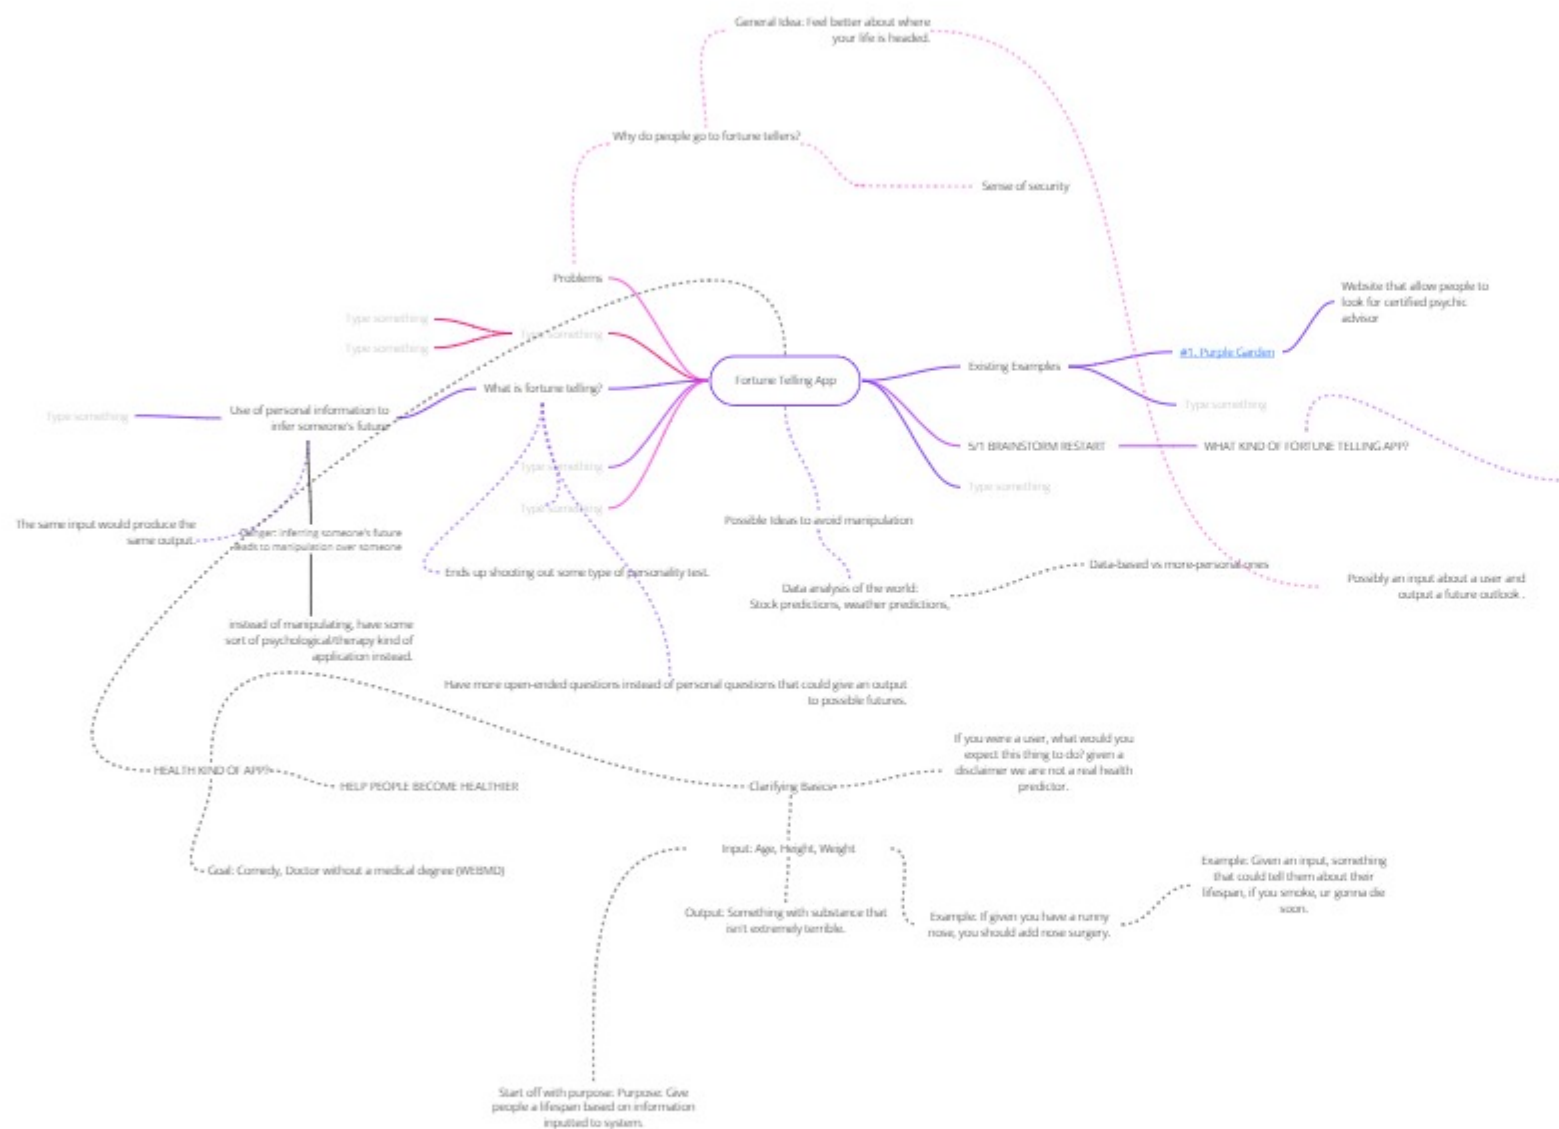 General Idea: Feel better about where
your life is headed.
Why do people go to fortune tellers?
Sense of security
Problems
Type something
Type something
Type something
What is fortune telling?
Use of personal information to
infer someone's future
Type something
Type something
Type something
Fortune Telling App
Existing Examples
#1. Purple Garden
Website that allow people to
look for certified psychic
advisor
Type something
5/1 BRAINSTORM RESTART
WHAT KIND OF FORTUNE TELLING APP?
Type something
The same input would produce the
same output.
Danger: Inferring someone's future
leads to manipulation over someone
instead of manipulating, have some
sort of psychological/therapy kind of
application instead.
Ends up shooting out some type of personality test.
Possible Ideas to avoid manipulation
Data analysis of the world:
Stock predictions, weather predictions,
Data-based vs more-personal ones
Possibly an input about a user and
output a future outlook .
Have more open-ended questions instead of personal questions that could give an output
to possible futures.
HEALTH KIND OF APP?
HELP PEOPLE BECOME HEALTHIER
Goal: Comedy, Doctor without a medical degree (WEBMD)
Clarifying Basics
If you were a user, what would you
expect this thing to do? given a
disclaimer we are not a real health
predictor.
Input: Age, Height, Weight
Output: Something with substance that
isn't extremely terrible.
Example: If given you have a runny
nose, you should add nose surgery.
Example: Given an input, something
that could tell them about their
lifespan, if you smoke, ur gonna die
soon.
Start off with purpose: Purpose: Give
people a lifespan based on information
inputted to system.